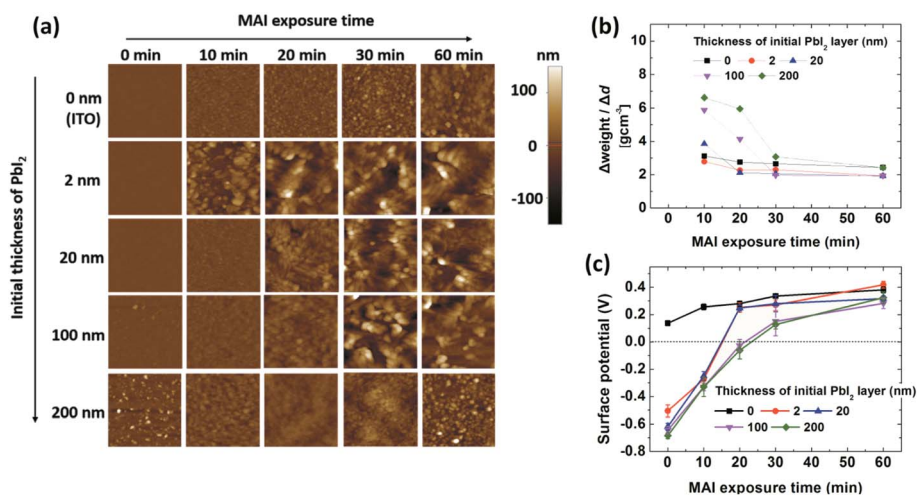 (a)
MAI exposure time
0 min 10 min 20 min 30 min 60 min
nm
100
0
-100
Initial thickness of PbI₂
0 nm
(ITO)
2 nm
20 nm
100 nm
200 nm
(b)
Δweight / Δd
[gcm⁻³]
10
8
6
4
2
0
Thickness of initial PbI₂ layer (nm)
0 2 20
100 200
0 10 20 30 40 50 60
MAI exposure time (min)
(c)
Surface potential (V)
0.4
0.2
0.0
-0.2
-0.4
-0.6
-0.8
Thickness of initial PbI₂ layer (nm)
0 2 20
100 200
0 10 20 30 40 50 60
MAI exposure time (min)